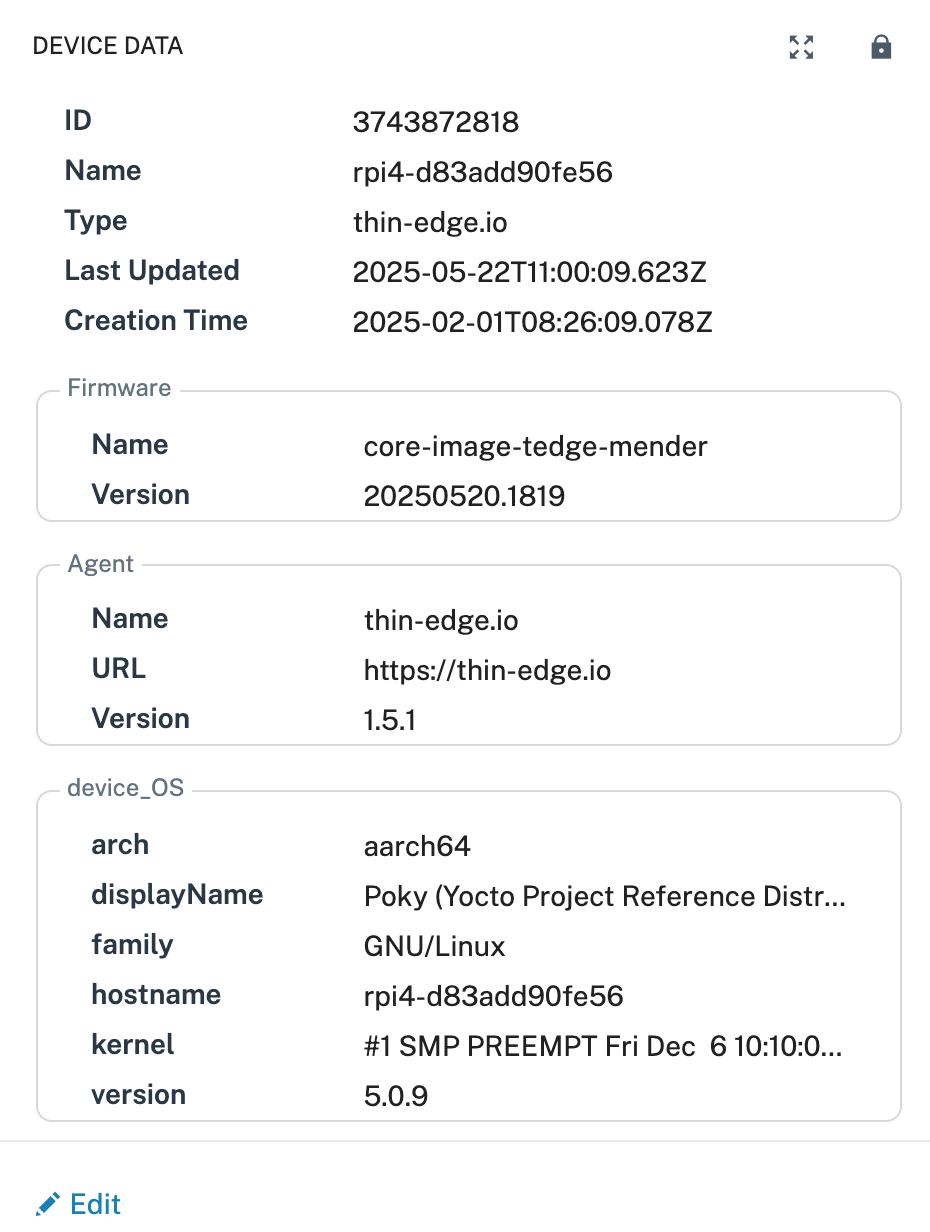 DEVICE DATA
ID 3743872818
Name rpi4-d83add90fe56
Type thin-edge.io
Last Updated 2025-05-22T11:00:09.623Z
Creation Time 2025-02-01T08:26:09.078Z
Firmware
Name core-image-tedge-mender
Version 20250520.1819
Agent
Name thin-edge.io
URL https://thin-edge.io
Version 1.5.1
device_OS
arch aarch64
displayName Poky (Yocto Project Reference Distr...
family GNU/Linux
hostname rpi4-d83add90fe56
kernel #1 SMP PREEMPT Fri Dec  6 10:10:0...
version 5.0.9
Edit